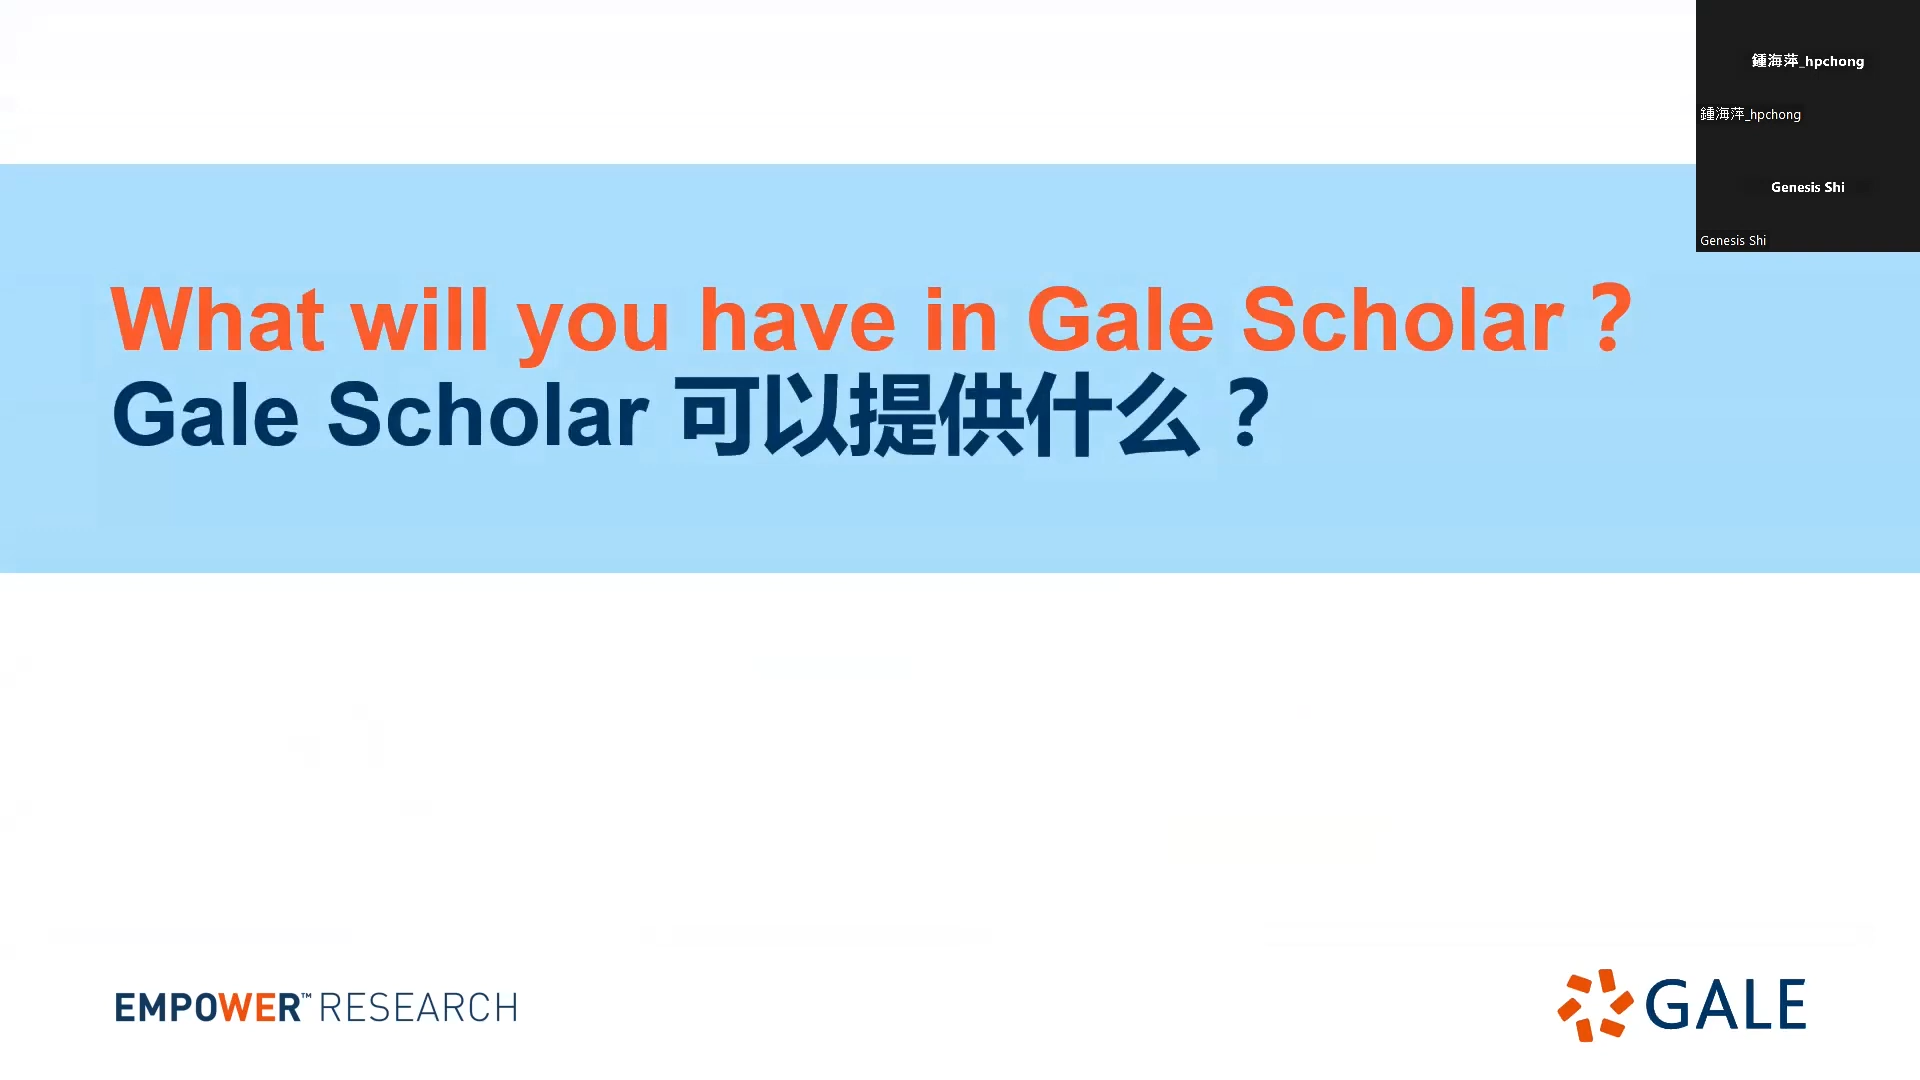 鍾海萍_hpchong
鍾海萍_hpchong
Genesis Shi
Genesis Shi
What will you have in Gale Scholar？
Gale Scholar 可以提供什么？
EMPOWER™ RESEARCH
GALE